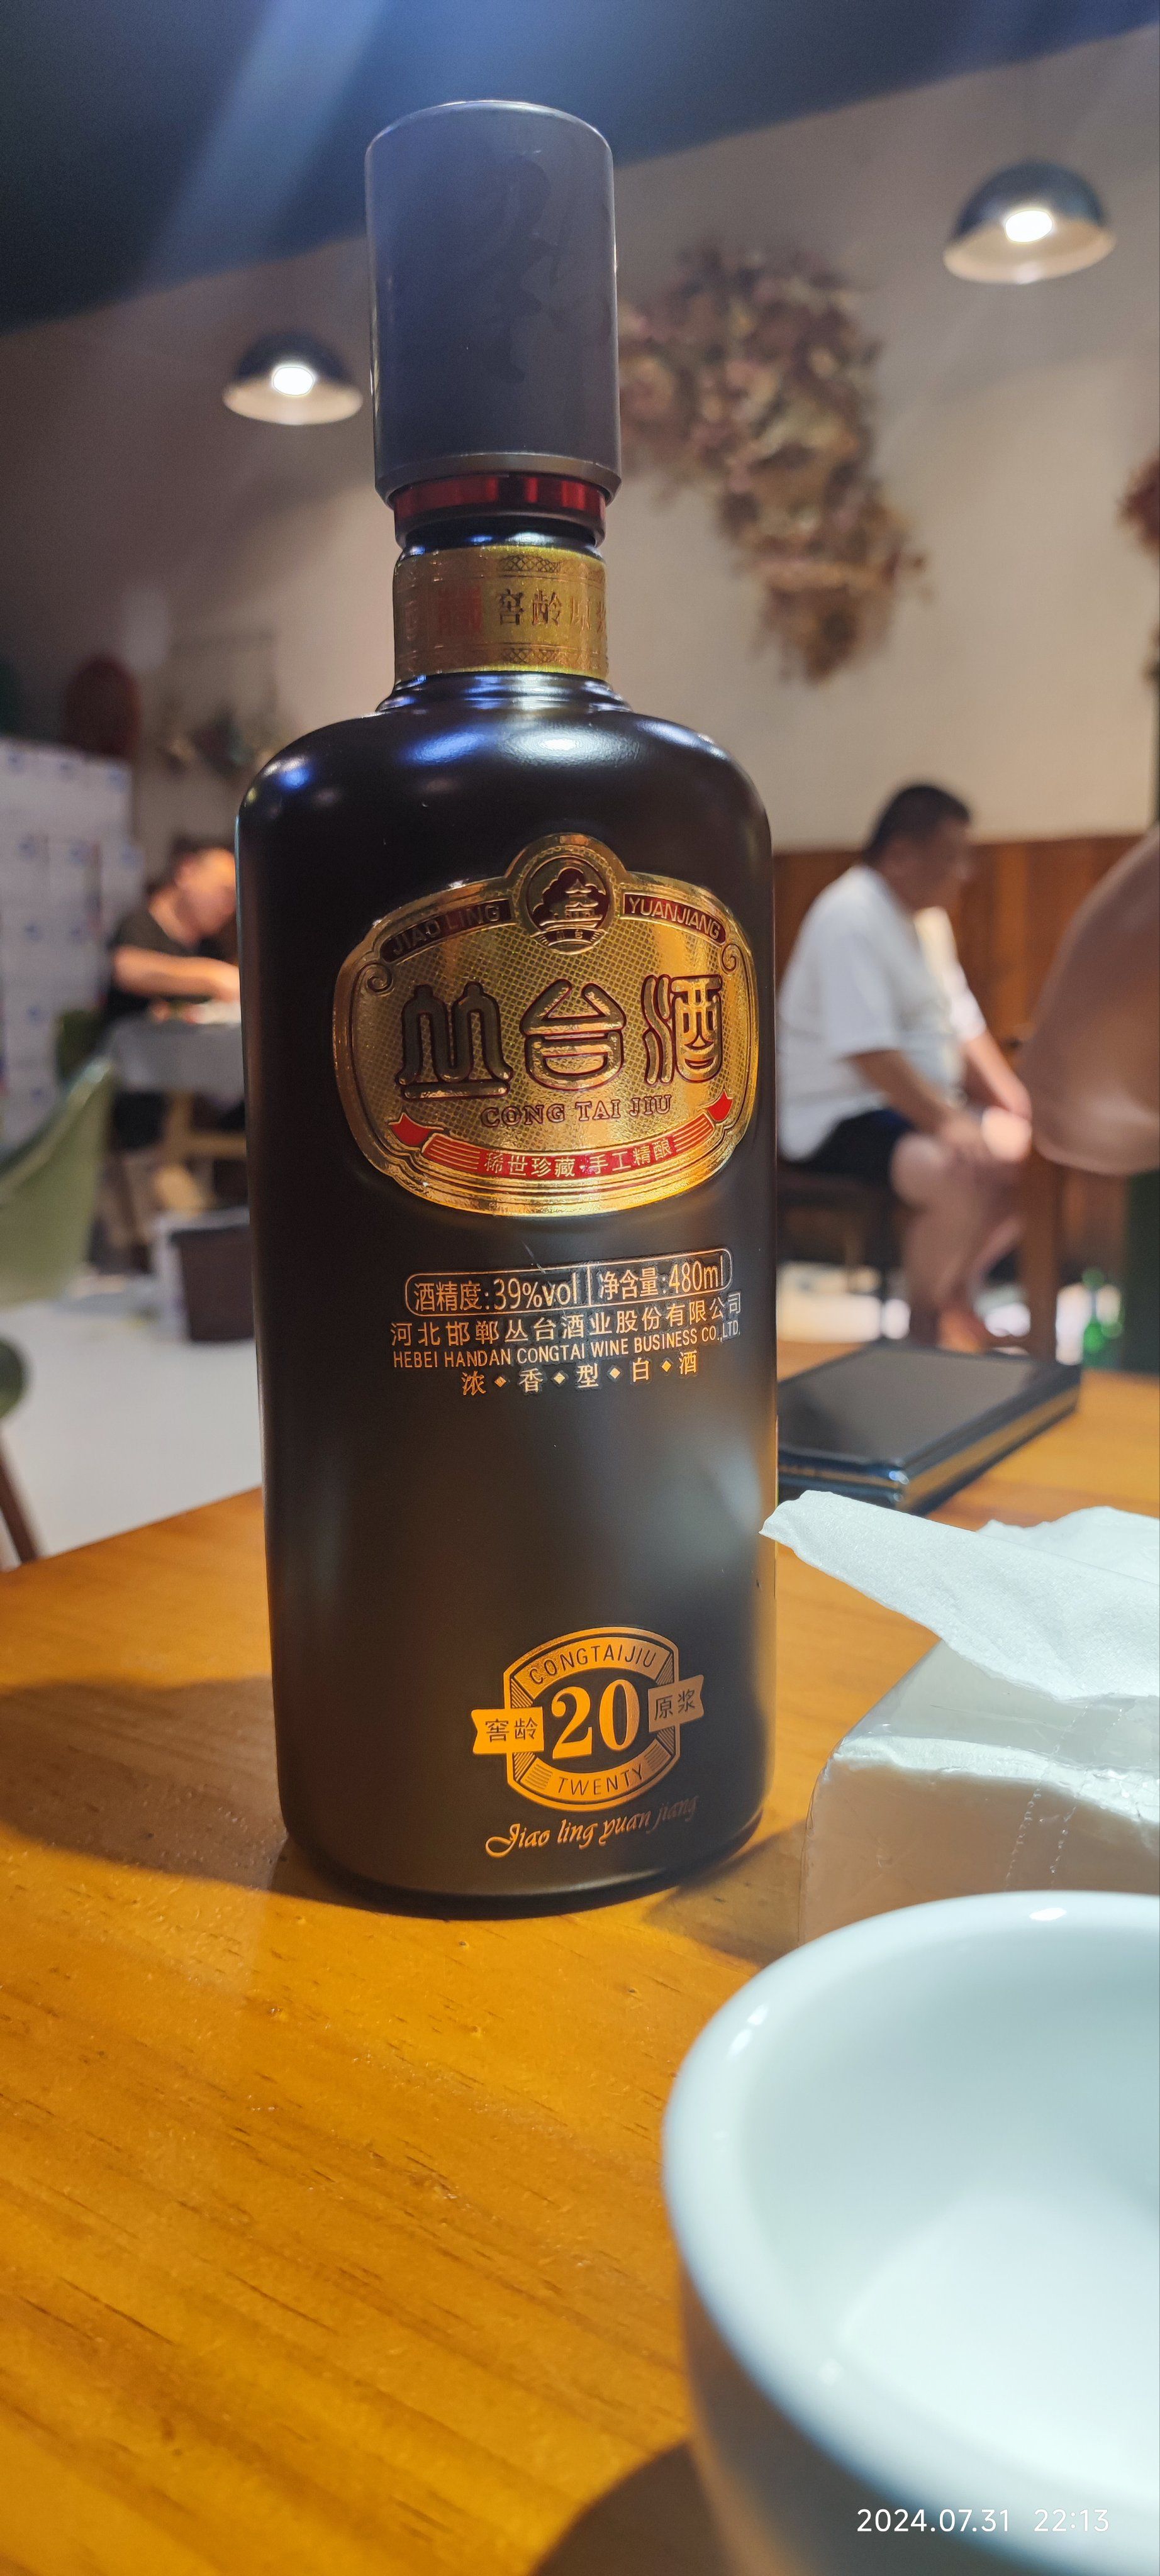 窖龄原
JIAO LING YUANJIANG
丛台酒
CONG TAI JIU
稀世珍藏·手工精酿
酒精度:39%vol 净含量:480ml
河北邯郸丛台酒业股份有限公司
HEBEI HANDAN CONGTAI WINE BUSINESS CO.,LTD.
浓·香·型·白·酒
CONGTAIJIU
窖龄 20 原浆
TWENTY
Jiao ling yuan jiang
2024.07.31 22:13